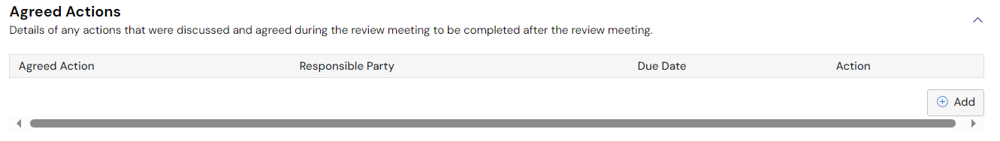 Agreed Actions
Details of any actions that were discussed and agreed during the review meeting to be completed after the review meeting.
Agreed Action Responsible Party Due Date Action
Add